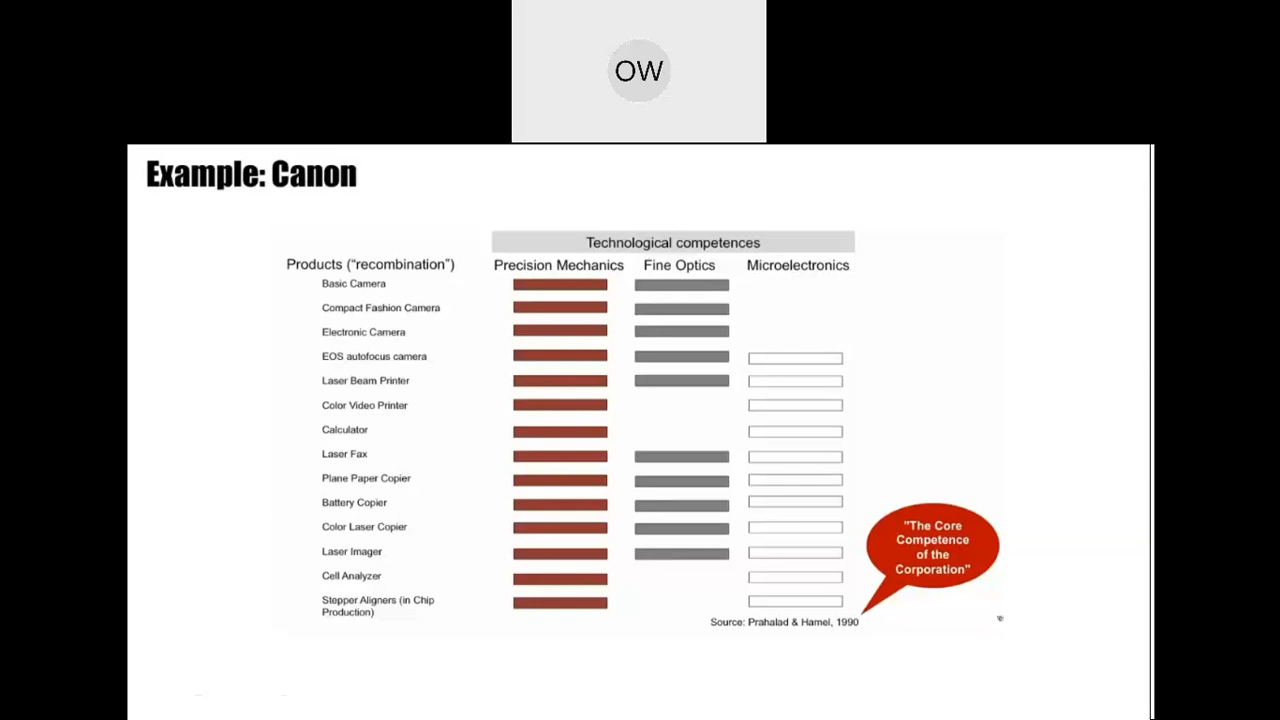 OW
Example: Canon
Technological competences
Products (“recombination”)
Precision Mechanics
Fine Optics
Microelectronics
Basic Camera
Compact Fashion Camera
Electronic Camera
EOS autofocus camera
Laser Beam Printer
Color Video Printer
Calculator
Laser Fax
Plane Paper Copier
Battery Copier
Color Laser Copier
Laser Imager
Cell Analyzer
Stepper Aligners (in Chip
Production)
"The Core
Competence
of the
Corporation"
Source: Prahalad & Hamel, 1990